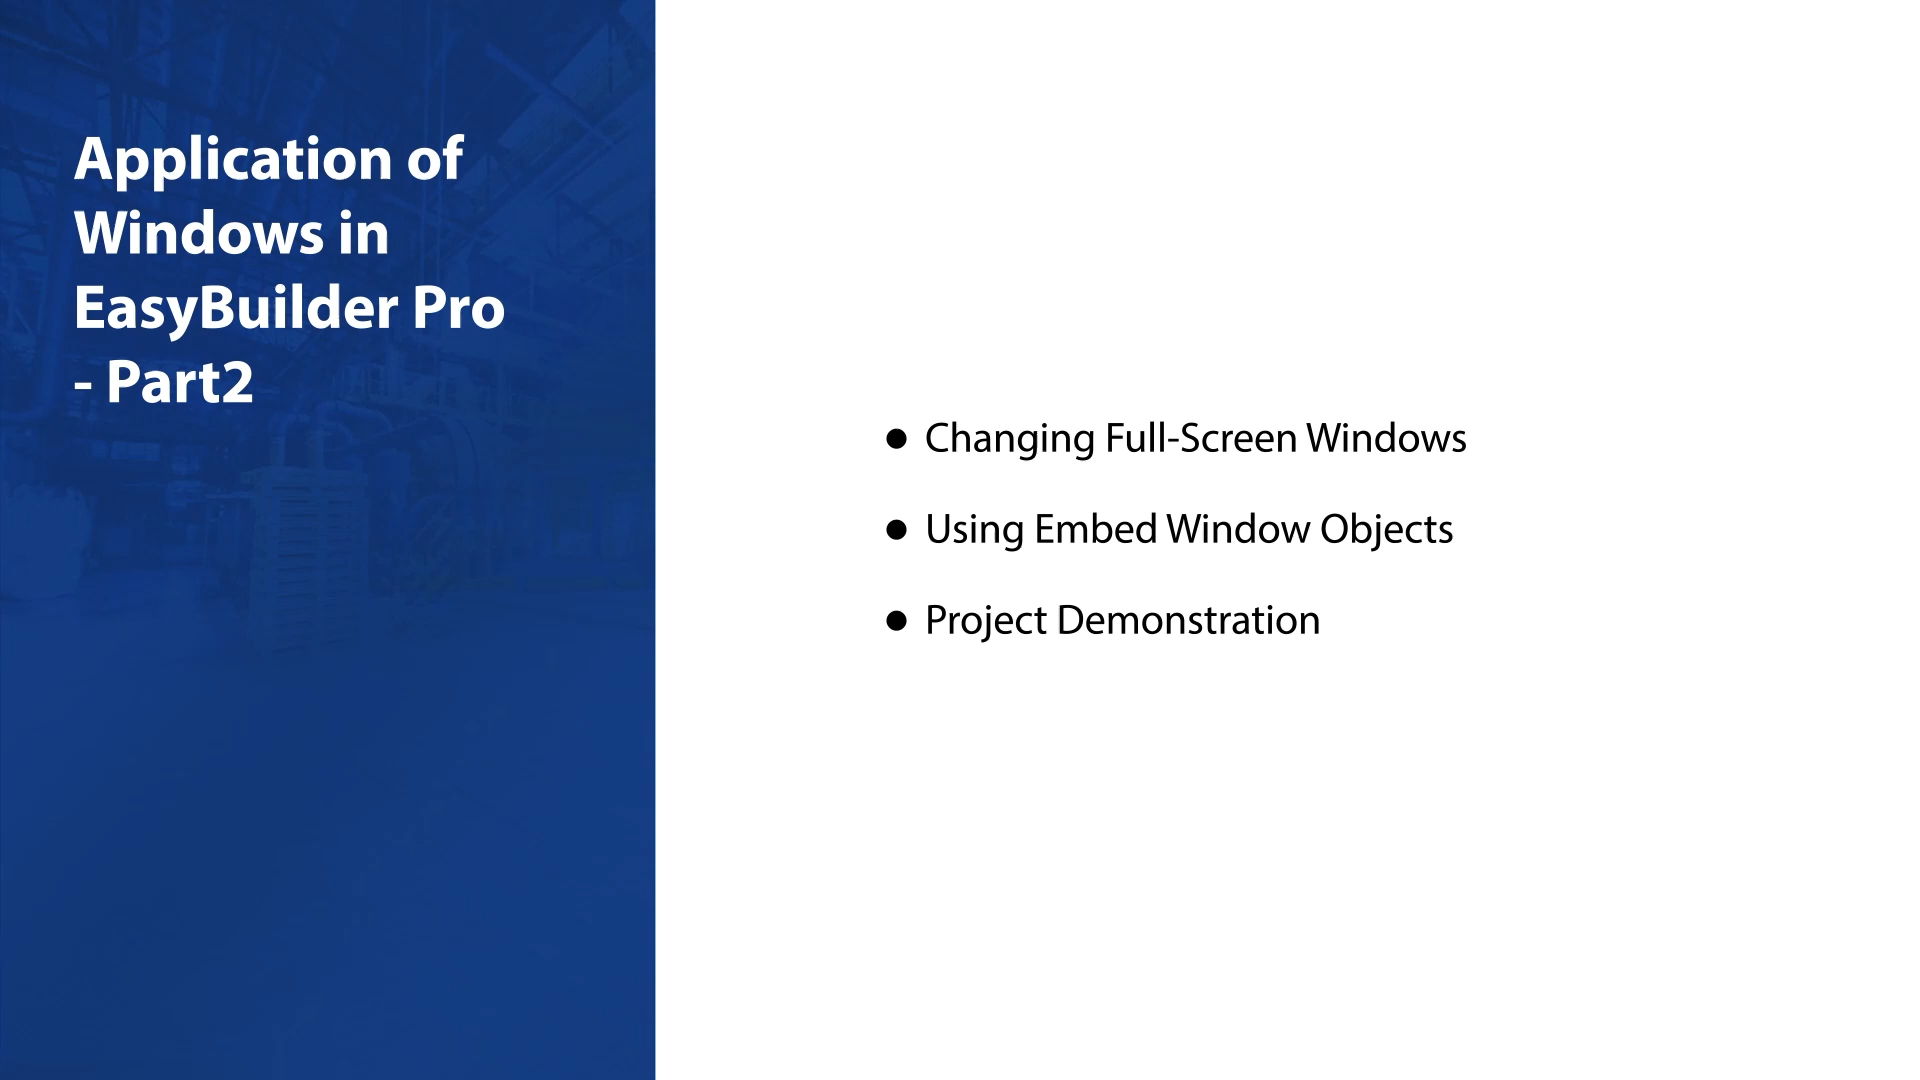 Application of
Windows in
EasyBuilder Pro
- Part2
● Changing Full-Screen Windows
● Using Embed Window Objects
● Project Demonstration